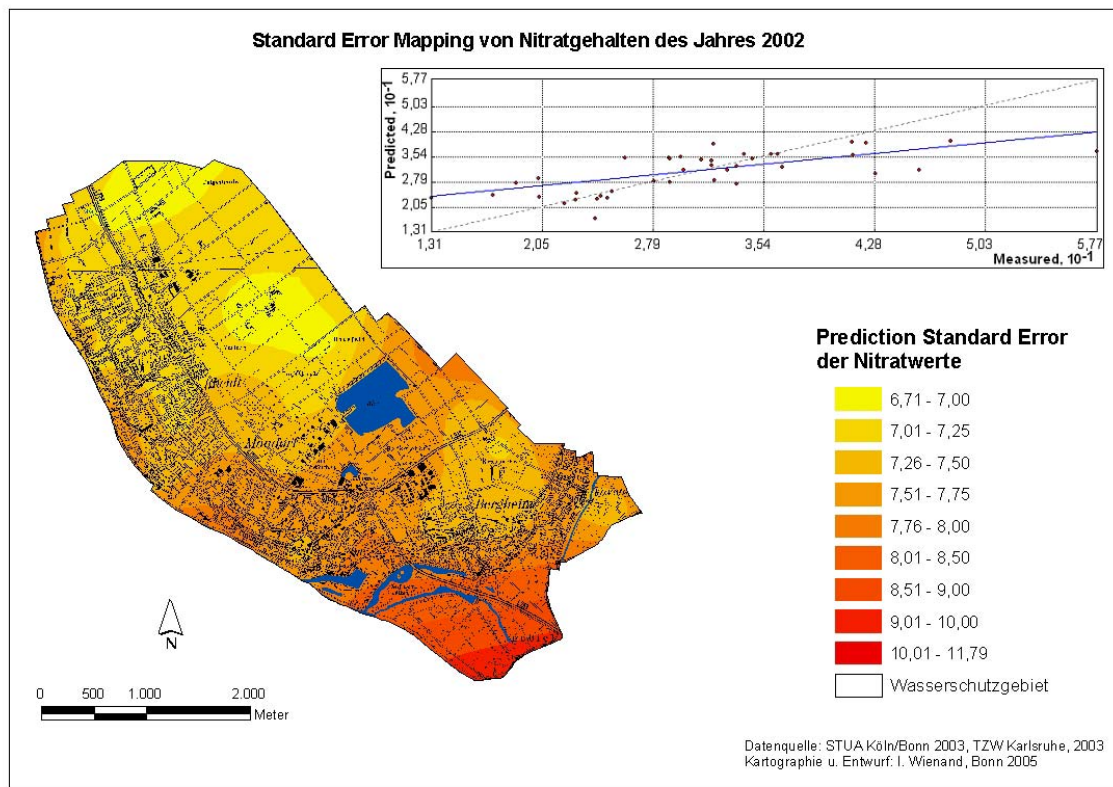 Standard Error Mapping von Nitratgehalten des Jahres 2002
Predicted, 10-1
5,77
5,03
4,28
3,54
2,79
2,05
1,31
1,31
2,05
2,79
3,54
4,28
5,03
5,77
Measured, 10-1
Mondorf
Bergheim
Prediction Standard Error
der Nitratwerte
6,71 - 7,00
7,01 - 7,25
7,26 - 7,50
7,51 - 7,75
7,76 - 8,00
8,01 - 8,50
8,51 - 9,00
9,01 - 10,00
10,01 - 11,79
Wasserschutzgebiet
N
0
500
1.000
2.000
Meter
Datenquelle: STUA Köln/Bonn 2003, TZW Karlsruhe, 2003
Kartographie u. Entwurf: I. Wienand, Bonn 2005